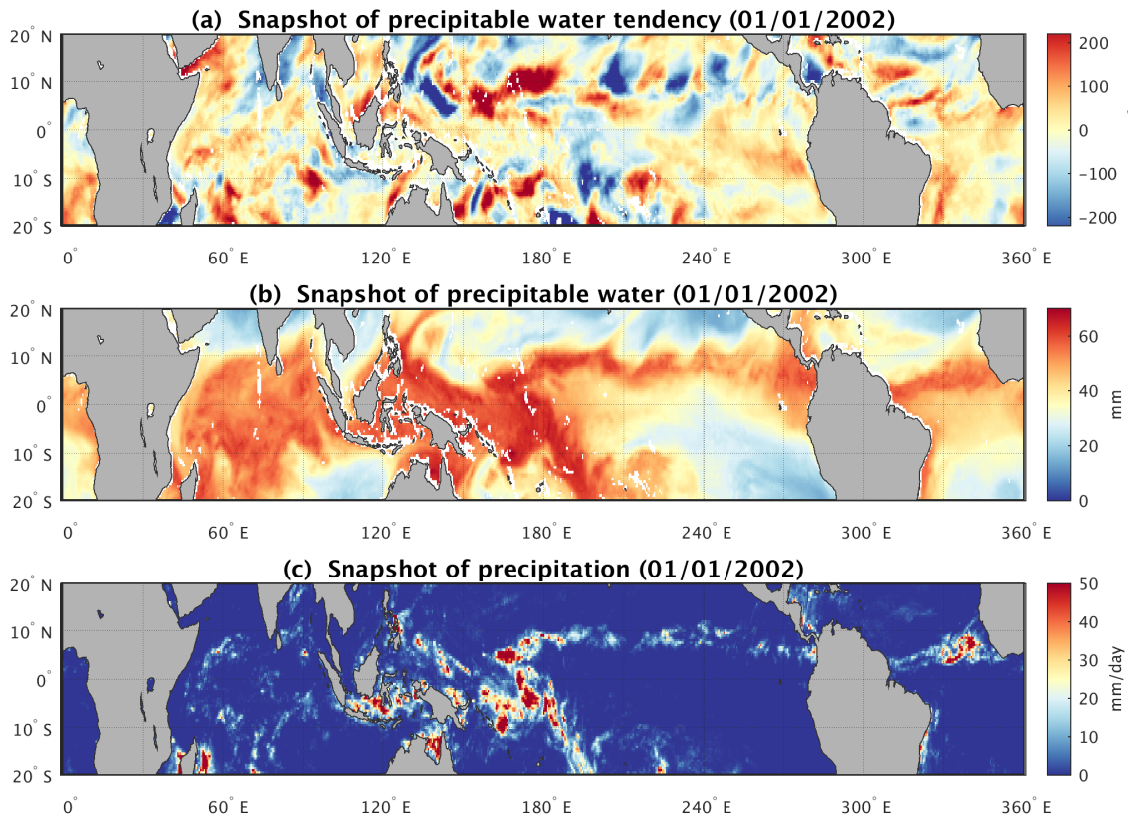 (a) Snapshot of precipitable water tendency (01/01/2002)
20° N
10° N
0°
10° S
20° S
0° 60° E 120° E 180° E 240° E 300° E 360° E
200
100
0
−100
−200
(b) Snapshot of precipitable water (01/01/2002)
20° N
10° N
0°
10° S
20° S
0° 60° E 120° E 180° E 240° E 300° E 360° E
60
40
20
0
mm
(c) Snapshot of precipitation (01/01/2002)
20° N
10° N
0°
10° S
20° S
0° 60° E 120° E 180° E 240° E 300° E 360° E
50
40
30
20
10
0
mm/day